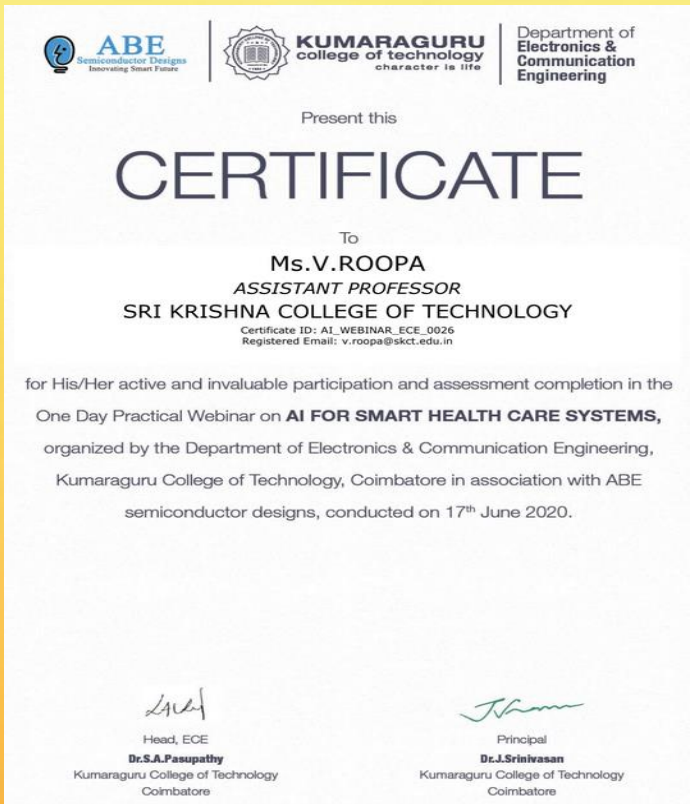 ABE
Semiconductor Designs
Innovating Smart Future
KUMARAGURU
college of technology
character is life
Department of
Electronics &
Communication
Engineering
Present this
CERTIFICATE
To
Ms.V.ROOPA
ASSISTANT PROFESSOR
SRI KRISHNA COLLEGE OF TECHNOLOGY
Certificate ID: AI_WEBINAR_ECE_0026
Registered Email: v.roopa@skct.edu.in
for His/Her active and invaluable participation and assessment completion in the
One Day Practical Webinar on AI FOR SMART HEALTH CARE SYSTEMS,
organized by the Department of Electronics & Communication Engineering,
Kumaraguru College of Technology, Coimbatore in association with ABE
semiconductor designs, conducted on 17th June 2020.
Head, ECE
Dr.S.A.Pasupathy
Kumaraguru College of Technology
Coimbatore
Principal
Dr.J.Srinivasan
Kumaraguru College of Technology
Coimbatore